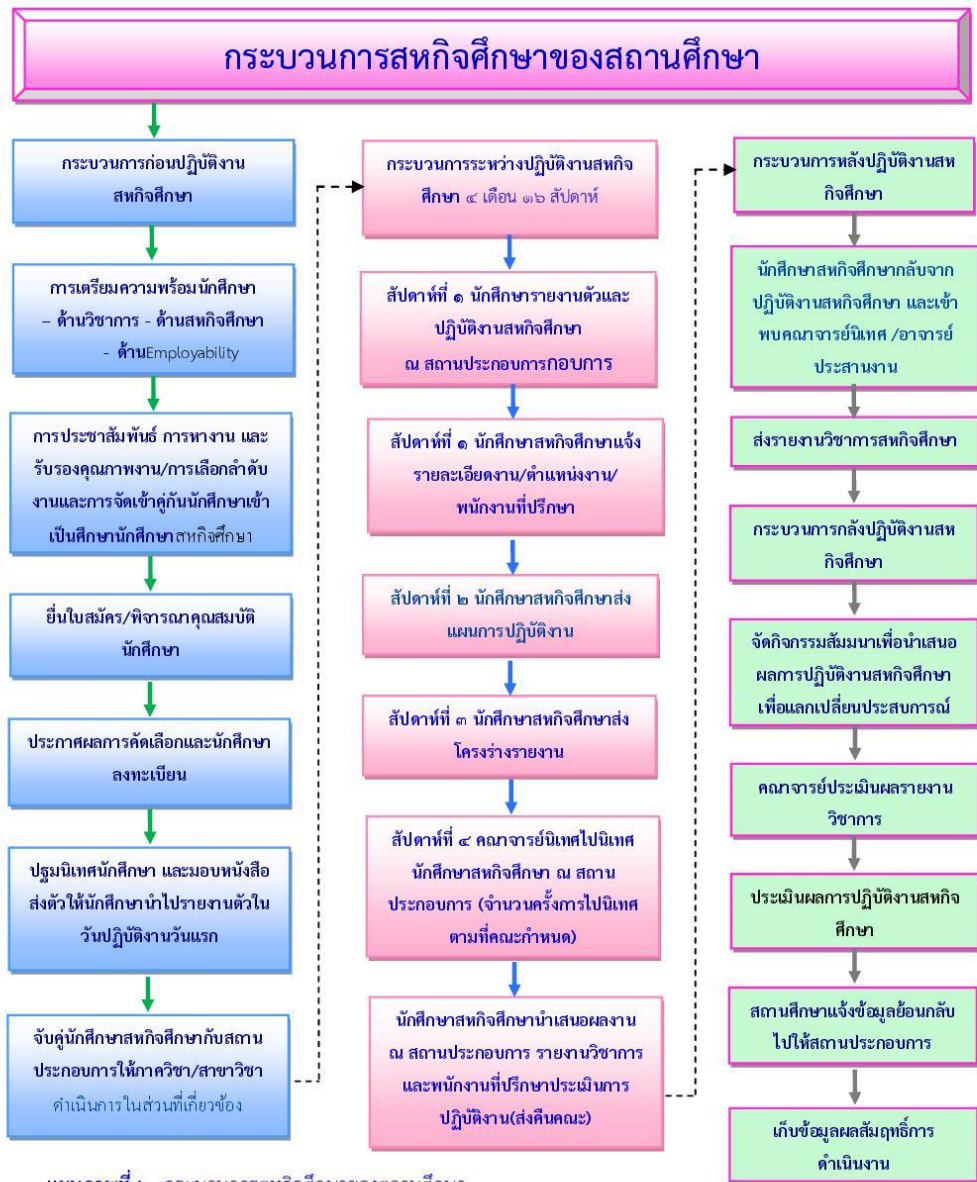 กระบวนการสหกิจศึกษาของสถานศึกษา
กระบวนการก่อนปฏิบัติงาน
สหกิจศึกษา
การเตรียมความพร้อมนักศึกษา
– ด้านวิชาการ - ด้านสหกิจศึกษา
- ด้านEmployability
การประชาสัมพันธ์ การหางาน และ
รับรองคุณภาพงาน/การเลือกลำดับ
งานและการจัดเข้าคู่กันนักศึกษาเข้า
เป็นศึกษานักศึกษาสหกิจศึกษา
ยื่นใบสมัคร/พิจารณาคุณสมบัติ
นักศึกษา
ประกาศผลการคัดเลือกและนักศึกษา
ลงทะเบียน
ปฐมนิเทศนักศึกษา และมอบหนังสือ
ส่งตัวให้นักศึกษานำไปรายงานตัวใน
วันปฏิบัติงานวันแรก
จับคู่นักศึกษาสหกิจศึกษากับสถาน
ประกอบการให้ภาควิชา/สาขาวิชา
ดำเนินการในส่วนที่เกี่ยวข้อง
กระบวนการระหว่างปฏิบัติงานสหกิจ
ศึกษา ๔ เดือน ๑๖ สัปดาห์
สัปดาห์ที่ ๑ นักศึกษารายงานตัวและ
ปฏิบัติงานสหกิจศึกษา
ณ สถานประกอบการกอบการ
สัปดาห์ที่ ๑ นักศึกษาสหกิจศึกษาแจ้ง
รายละเอียดงาน/ตำแหน่งงาน/
พนักงานที่ปรึกษา
สัปดาห์ที่ ๒ นักศึกษาสหกิจศึกษาส่ง
แผนการปฏิบัติงาน
สัปดาห์ที่ ๓ นักศึกษาสหกิจศึกษาส่ง
โครงร่างรายงาน
สัปดาห์ที่ ๔ คณาจารย์นิเทศไปนิเทศ
นักศึกษาสหกิจศึกษา ณ สถาน
ประกอบการ (จำนวนครั้งการไปนิเทศ
ตามที่คณะกำหนด)
นักศึกษาสหกิจศึกษานำเสนอผลงาน
ณ สถานประกอบการ รายงานวิชาการ
และพนักงานที่ปรึกษาประเมินการ
ปฏิบัติงาน(ส่งคืนคณะ)
กระบวนการหลังปฏิบัติงานสห
กิจศึกษา
นักศึกษาสหกิจศึกษากลับจาก
ปฏิบัติงานสหกิจศึกษา และเข้า
พบคณาจารย์นิเทศ /อาจารย์
ประสานงาน
ส่งรายงานวิชาการสหกิจศึกษา
กระบวนการกลังปฏิบัติงานสห
กิจศึกษา
จัดกิจกรรมสัมมนาเพื่อนำเสนอ
ผลการปฏิบัติงานสหกิจศึกษา
เพื่อแลกเปลี่ยนประสบการณ์
คณาจารย์ประเมินผลรายงาน
วิชาการ
ประเมินผลการปฏิบัติงานสหกิจ
ศึกษา
สถานศึกษาแจ้งข้อมูลย้อนกลับ
ไปให้สถานประกอบการ
เก็บข้อมูลผลสัมฤทธิ์การ
ดำเนินงาน